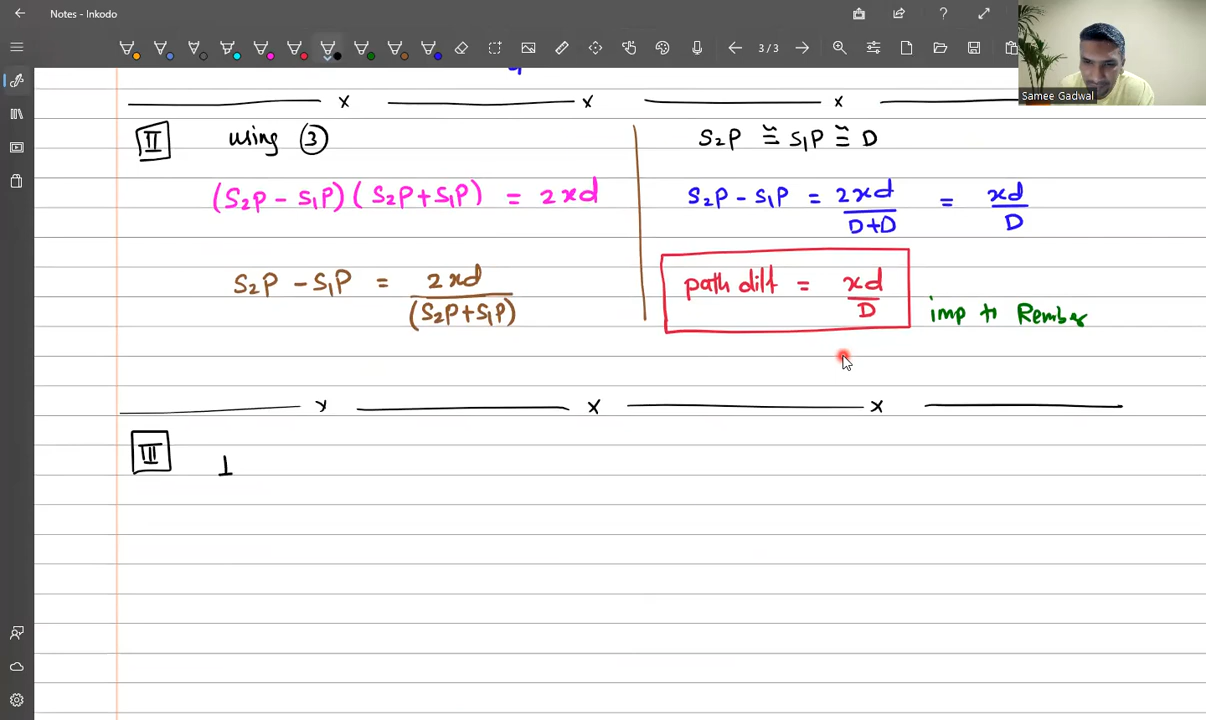 Notes - Inkodo
3 / 3
Samee Gadwal
II using ③
(S₂P - S₁P) (S₂P + S₁P) = 2xd
S₂P - S₁P = 2xd / (S₂P + S₁P)
S₂P ≅ S₁P ≅ D
S₂P - S₁P = 2xd / D+D = xd / D
path diff = xd / D
imp to Rember
III